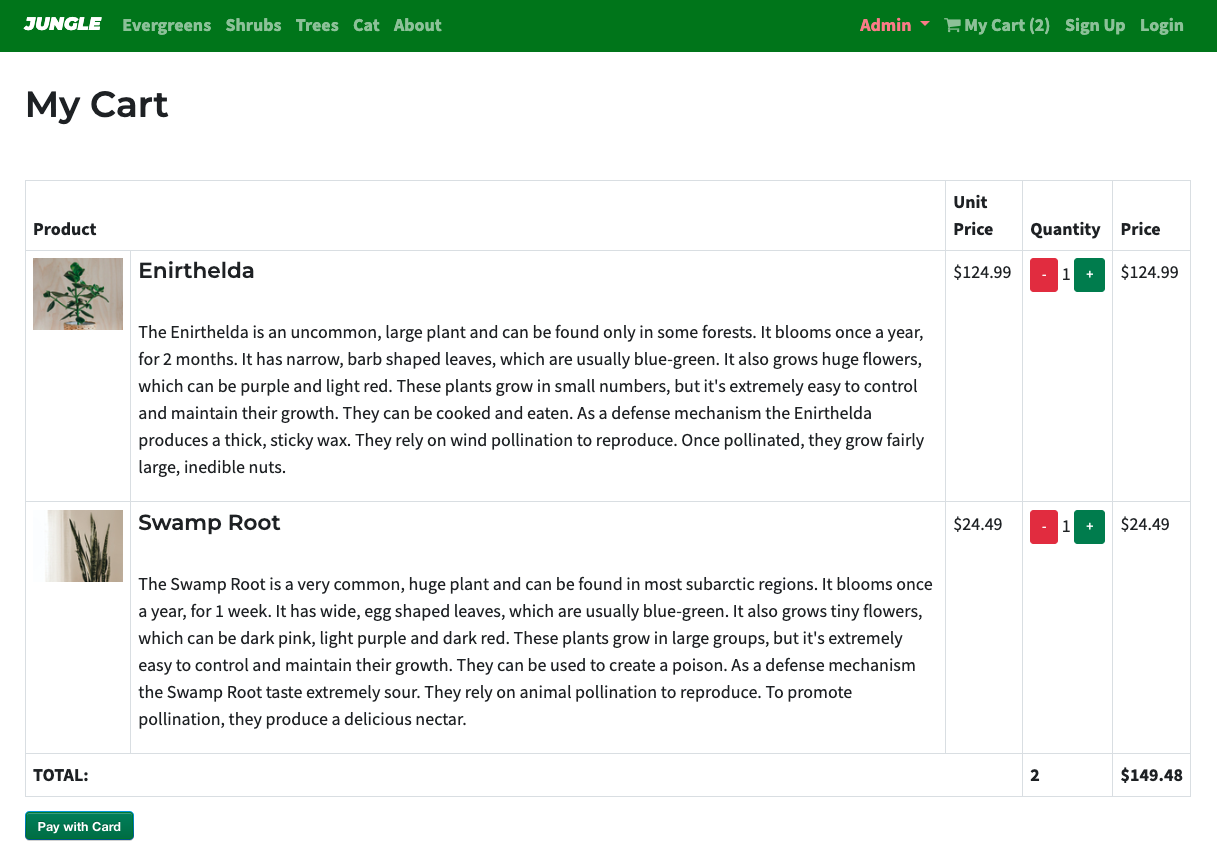 JUNGLE Evergreens Shrubs Trees Cat About Admin My Cart (2) Sign Up Login
My Cart
Product Unit Price Quantity Price
Enirthelda $124.99 - 1 + $124.99
The Enirthelda is an uncommon, large plant and can be found only in some forests. It blooms once a year,
for 2 months. It has narrow, barb shaped leaves, which are usually blue-green. It also grows huge flowers,
which can be purple and light red. These plants grow in small numbers, but it's extremely easy to control
and maintain their growth. They can be cooked and eaten. As a defense mechanism the Enirthelda
produces a thick, sticky wax. They rely on wind pollination to reproduce. Once pollinated, they grow fairly
large, inedible nuts.
Swamp Root $24.49 - 1 + $24.49
The Swamp Root is a very common, huge plant and can be found in most subarctic regions. It blooms once
a year, for 1 week. It has wide, egg shaped leaves, which are usually blue-green. It also grows tiny flowers,
which can be dark pink, light purple and dark red. These plants grow in large groups, but it's extremely
easy to control and maintain their growth. They can be used to create a poison. As a defense mechanism
the Swamp Root taste extremely sour. They rely on animal pollination to reproduce. To promote
pollination, they produce a delicious nectar.
TOTAL: 2 $149.48
Pay with Card